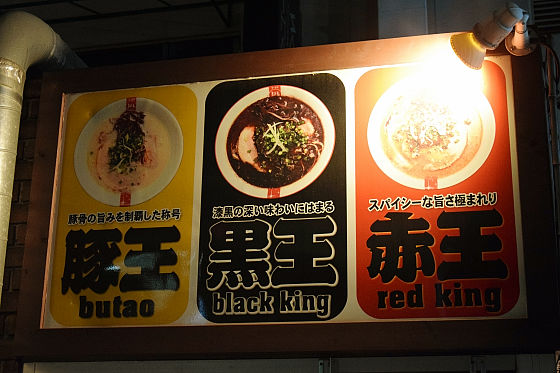 豚骨の旨みを制覇した称号
豚王
butao
漆黒の深い味わいにはまる
黒王
black king
スパイシーな旨さ極まれり
赤王
red king